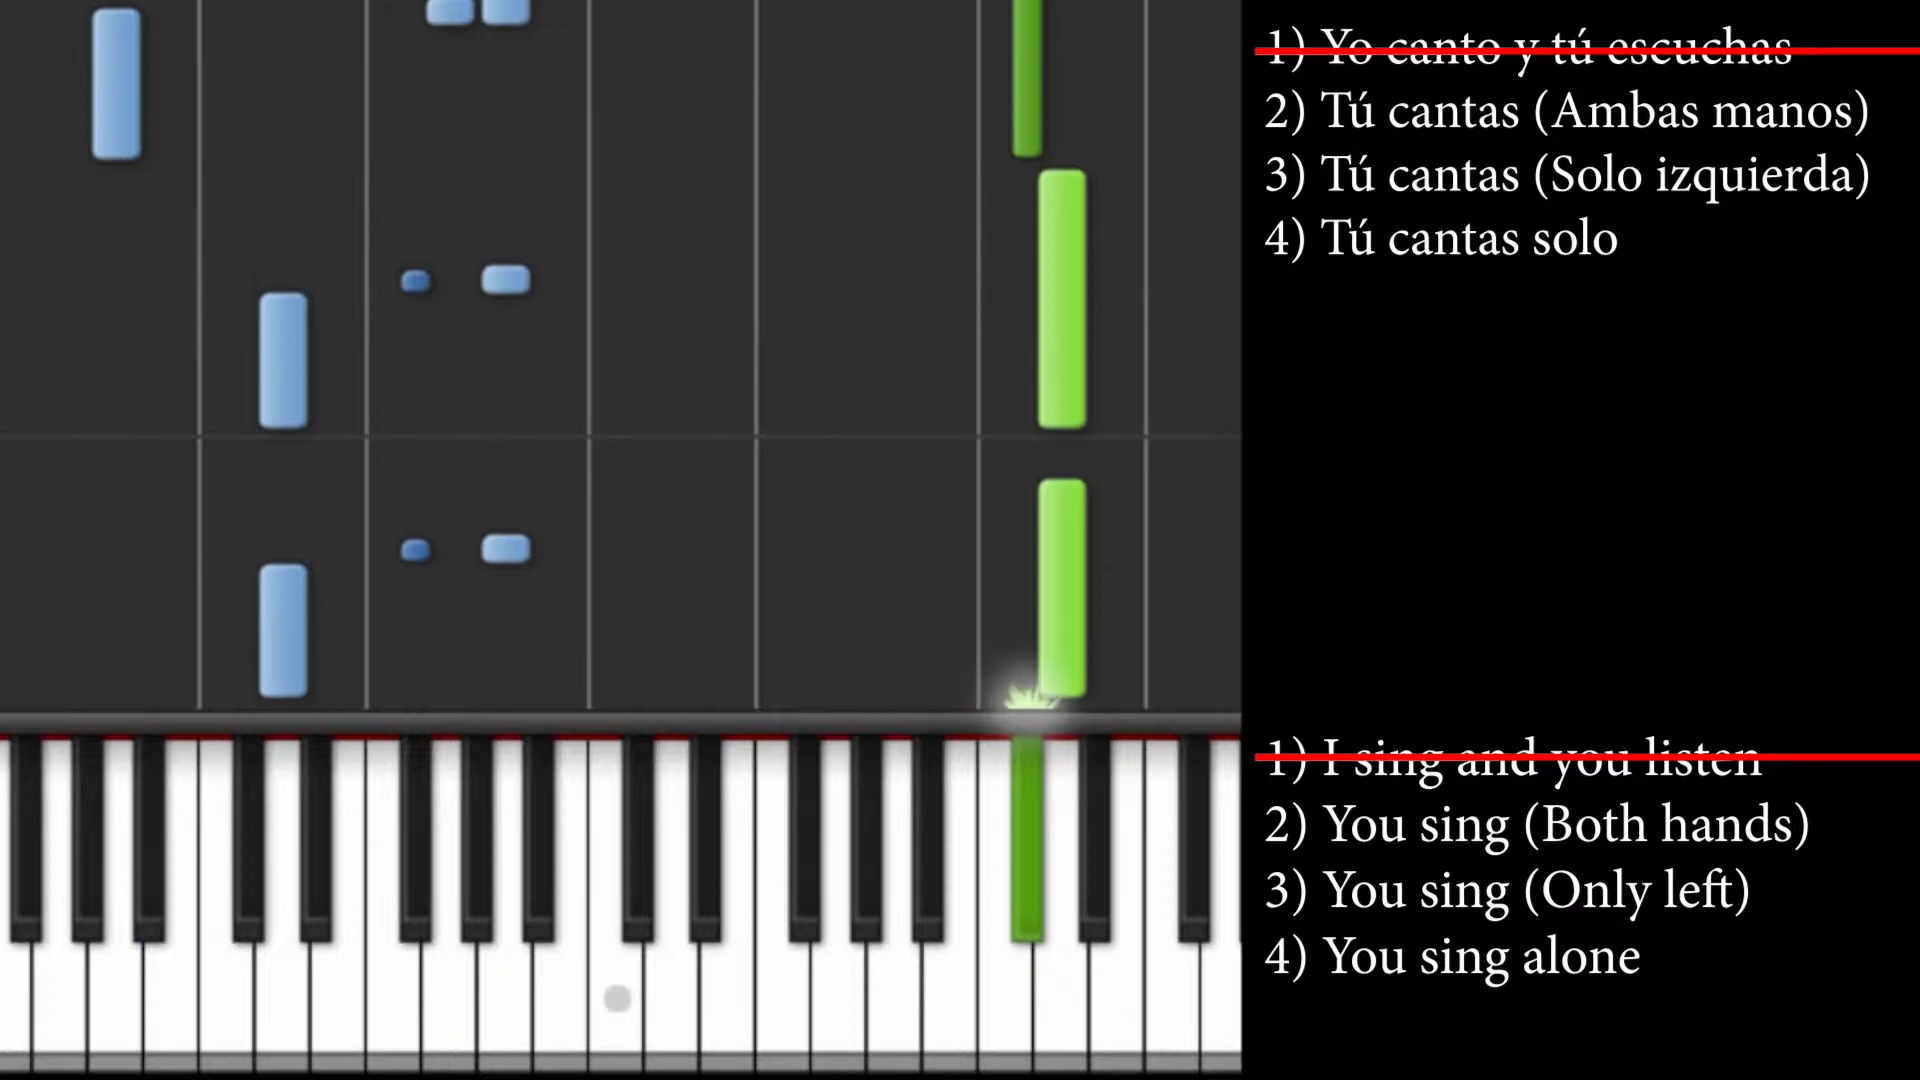 1) Yo canto y tú escuchas
2) Tú cantas (Ambas manos)
3) Tú cantas (Solo izquierda)
4) Tú cantas solo
1) I sing and you listen
2) You sing (Both hands)
3) You sing (Only left)
4) You sing alone